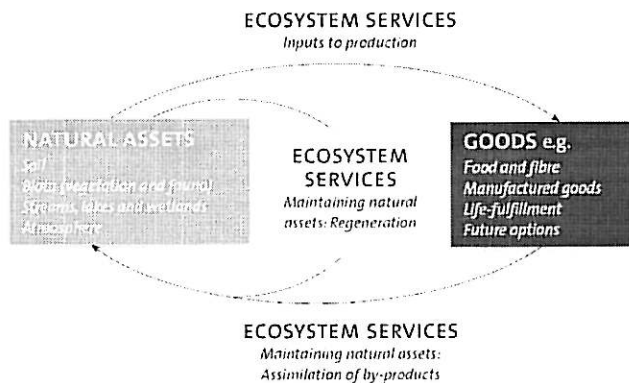 ECOSYSTEM SERVICES
Inputs to production
NATURAL ASSETS
Soil
Biota (vegetation and fauna)
Streams, lakes and wetlands
Atmosphere
ECOSYSTEM
SERVICES
Maintaining natural
assets: Regeneration
GOODS e.g.
Food and fibre
Manufactured goods
Life-fulfillment
Future options
ECOSYSTEM SERVICES
Maintaining natural assets:
Assimilation of by-products